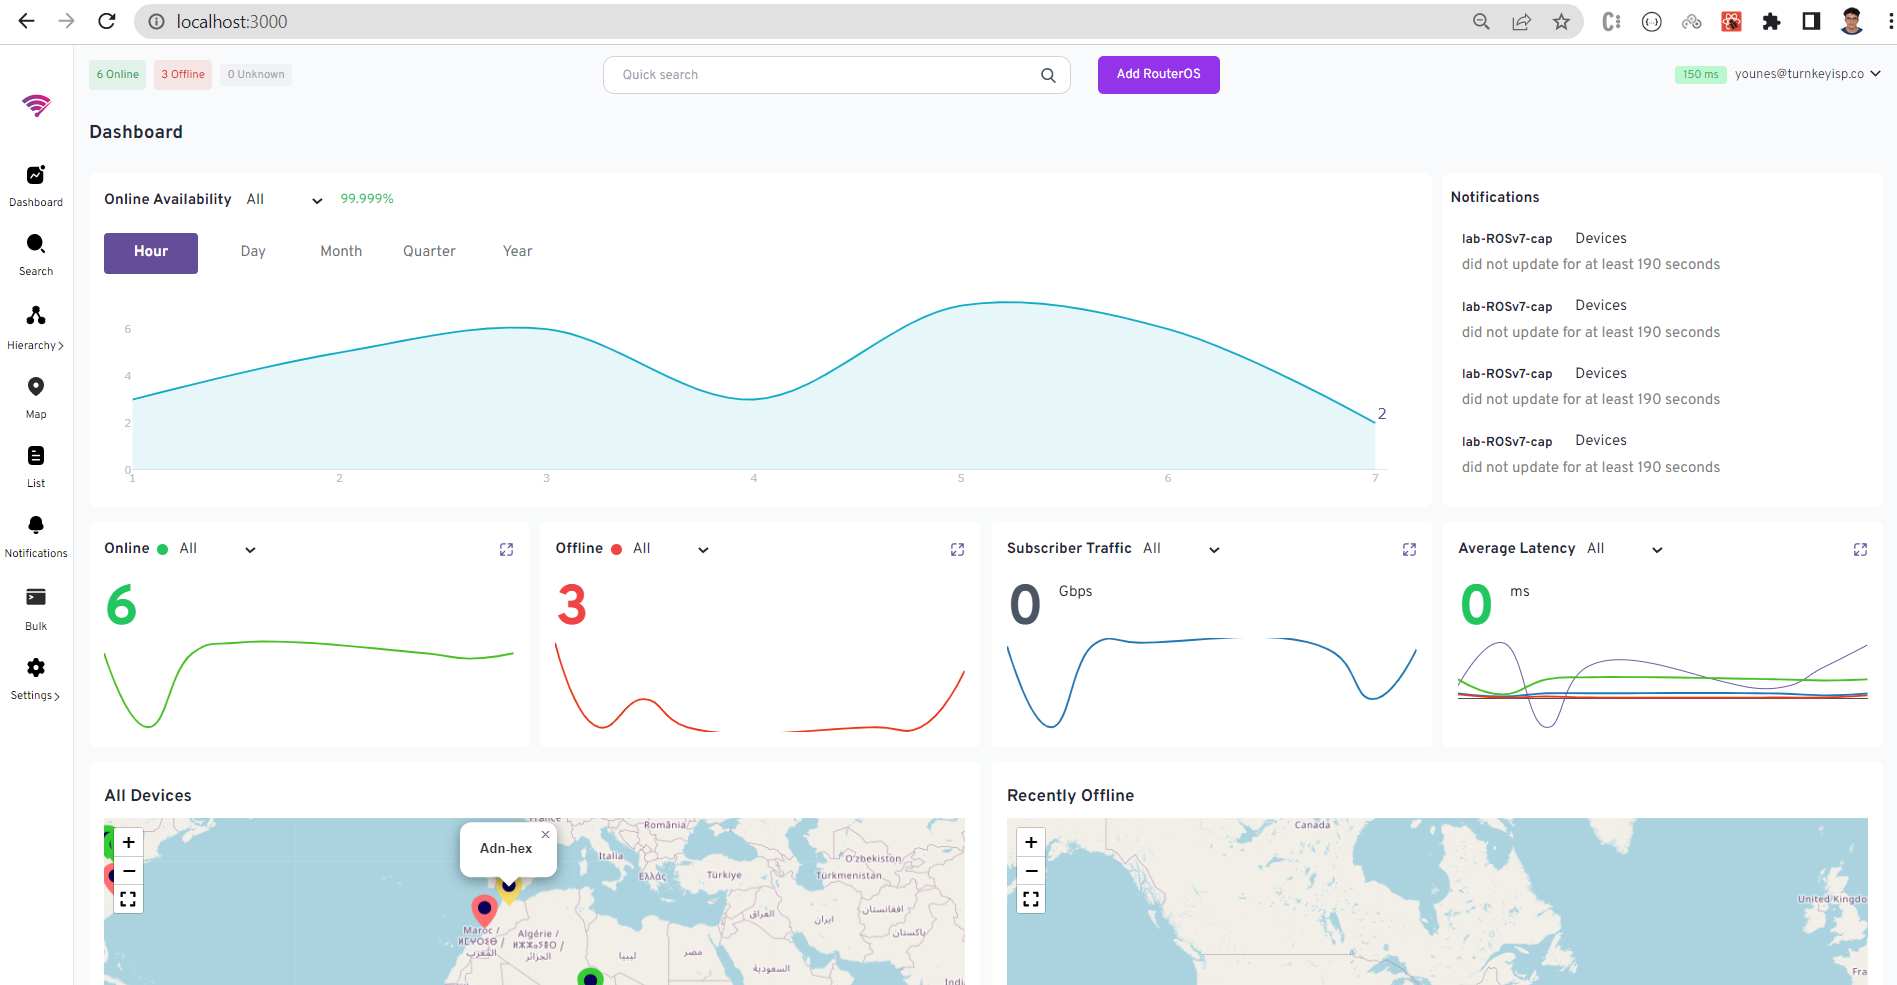 localhost:3000
6 Online
3 Offline
0 Unknown
Quick search
Add RouterOS
150 ms
younes@turnkeyisp.co
Dashboard
Dashboard
Search
Hierarchy
Map
List
Notifications
Bulk
Settings
Online Availability
All
99.999%
Hour
Day
Month
Quarter
Year
6
4
2
0
1
2
3
4
5
6
7
2
Notifications
lab-ROSv7-cap Devices
did not update for at least 190 seconds
lab-ROSv7-cap Devices
did not update for at least 190 seconds
lab-ROSv7-cap Devices
did not update for at least 190 seconds
lab-ROSv7-cap Devices
did not update for at least 190 seconds
Online
All
6
Offline
All
3
Subscriber Traffic
All
0
Gbps
Average Latency
All
0
ms
All Devices
+
−
Adn-hex
×
France
România
Italia
Ελλάς
Türkiye
Oʻzbekiston
Türkmenistan
العراق
ایران
افغانستان
پاکستان
Maroc /
ⵍⵎⵖⵔⵉⴱ /
المغرب
Algérie /
الجزائر
ليبيا
مصر
السعودية
Indi
Recently Offline
+
−
Canada
United Kingdo
Fra